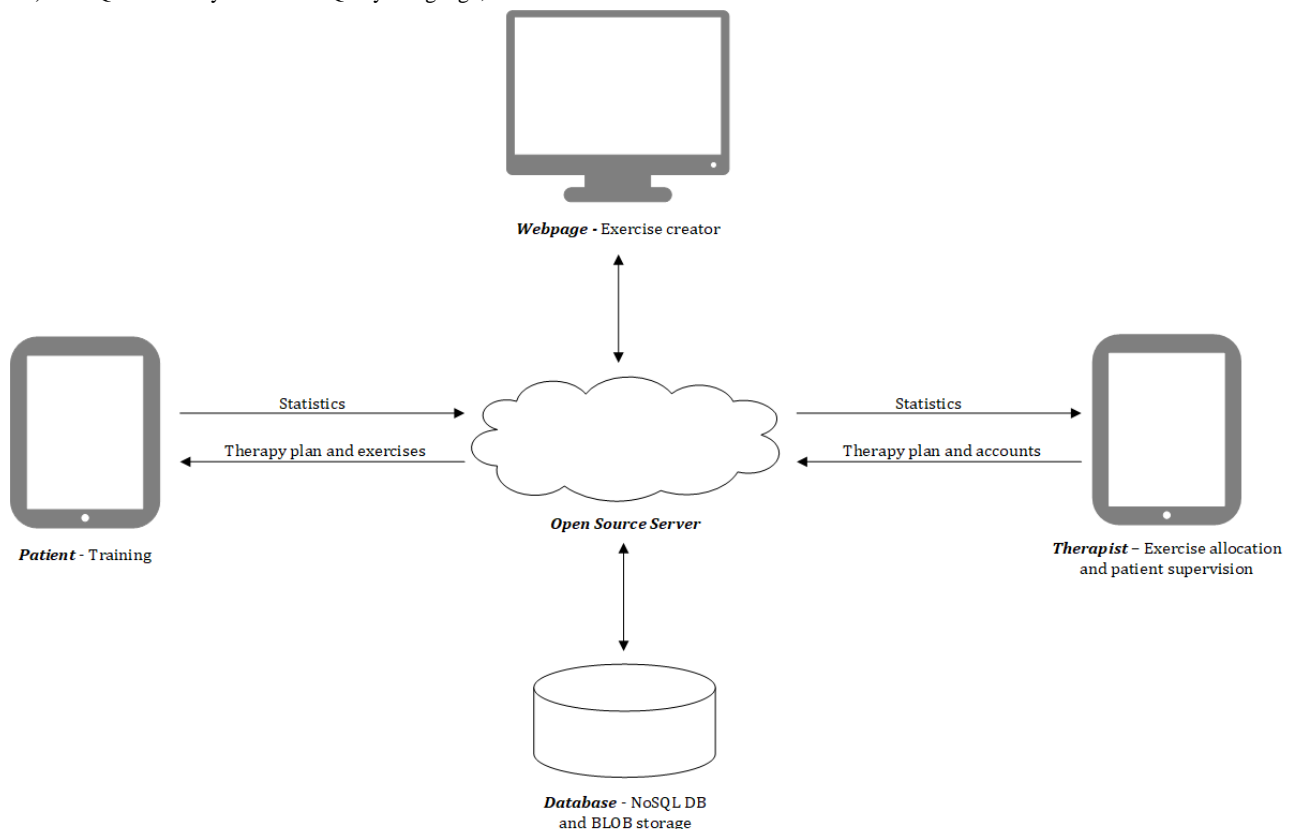 Webpage - Exercise creator
Statistics
Statistics
Therapy plan and exercises
Therapy plan and accounts
Open Source Server
Patient - Training
Therapist – Exercise allocation
and patient supervision
Database - NoSQL DB
and BLOB storage